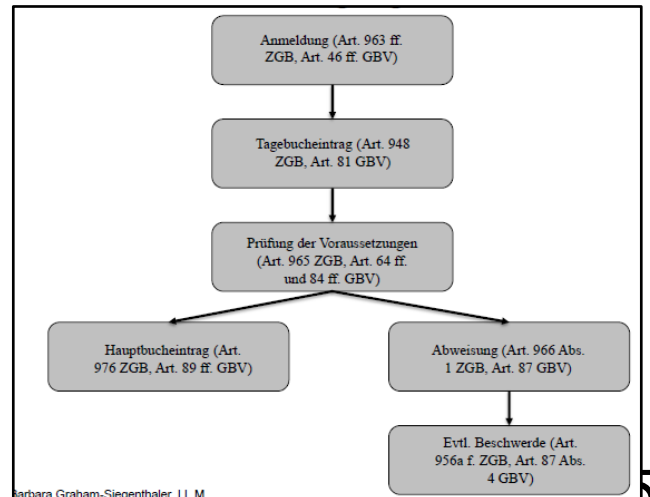 Anmeldung (Art. 963 ff.
ZGB, Art. 46 ff. GBV)
Tagebucheintrag (Art. 948
ZGB, Art. 81 GBV)
Prüfung der Voraussetzungen
(Art. 965 ZGB, Art. 64 ff.
und 84 ff. GBV)
Hauptbucheintrag (Art.
976 ZGB, Art. 89 ff. GBV)
Abweisung (Art. 966 Abs.
1 ZGB, Art. 87 GBV)
Evtl. Beschwerde (Art.
956a f. ZGB, Art. 87 Abs.
4 GBV)
Barbara Graham-Siegenthaler, LL.M.